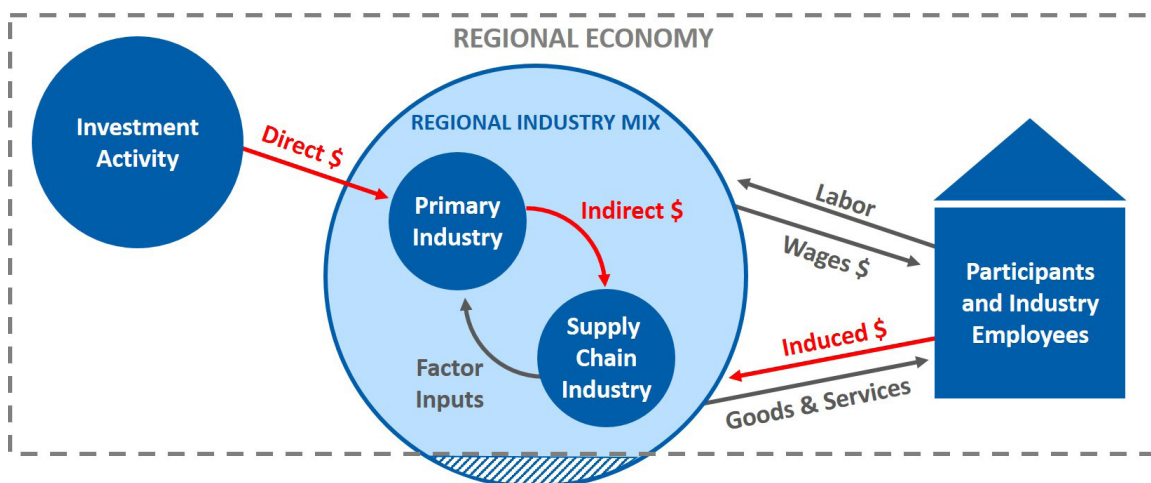 REGIONAL ECONOMY
Investment
Activity
Direct $
REGIONAL INDUSTRY MIX
Primary
Industry
Indirect $
Supply
Chain
Industry
Factor
Inputs
Labor
Wages $
Induced $
Goods & Services
Participants
and Industry
Employees